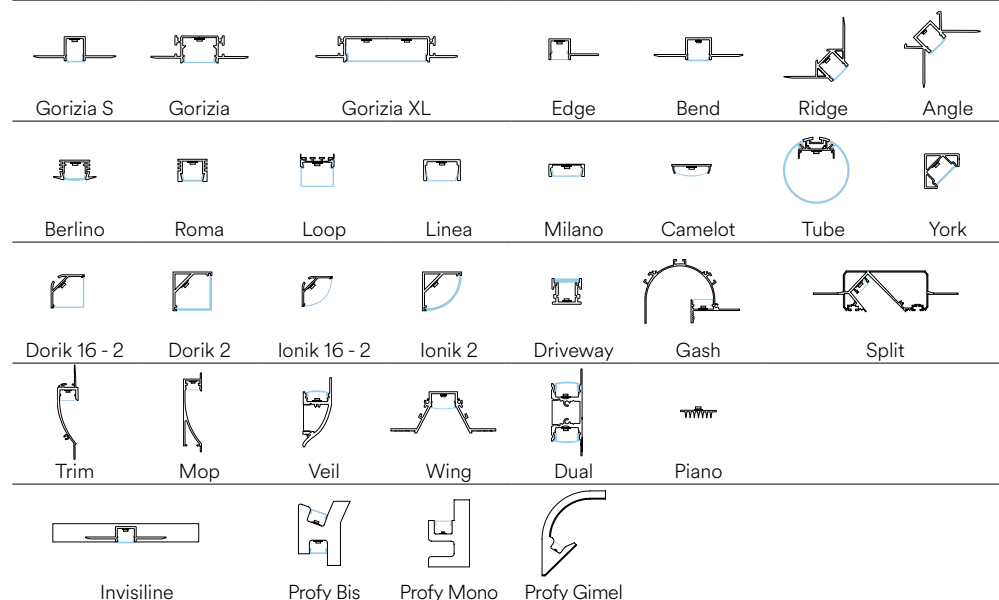 Gorizia S Gorizia Gorizia XL Edge Bend Ridge Angle
Berlino Roma Loop Linea Milano Camelot Tube York
Dorik 16 - 2 Dorik 2 Ionik 16 - 2 Ionik 2 Driveway Gash Split
Trim Mop Veil Wing Dual Piano
Invisiline Profy Bis Profy Mono Profy Gimel